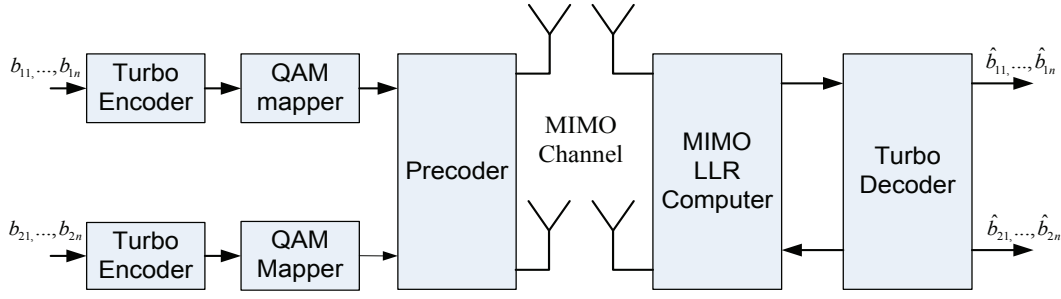 b₁₁,...,b₁ₙ
Turbo
Encoder
QAM
mapper
Precoder
MIMO
Channel
MIMO
LLR
Computer
Turbo
Decoder
b̂₁₁,...,b̂₁ₙ
b₂₁,...,b₂ₙ
Turbo
Encoder
QAM
Mapper
b̂₂₁,...,b̂₂ₙ